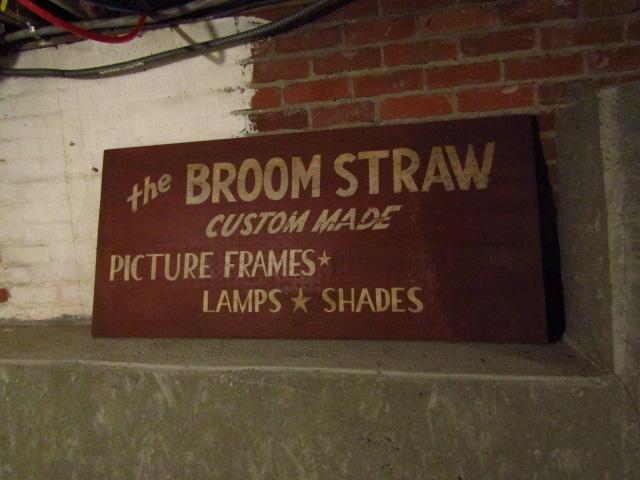 the BROOM STRAW
CUSTOM MADE
PICTURE FRAMES★
LAMPS ★ SHADES